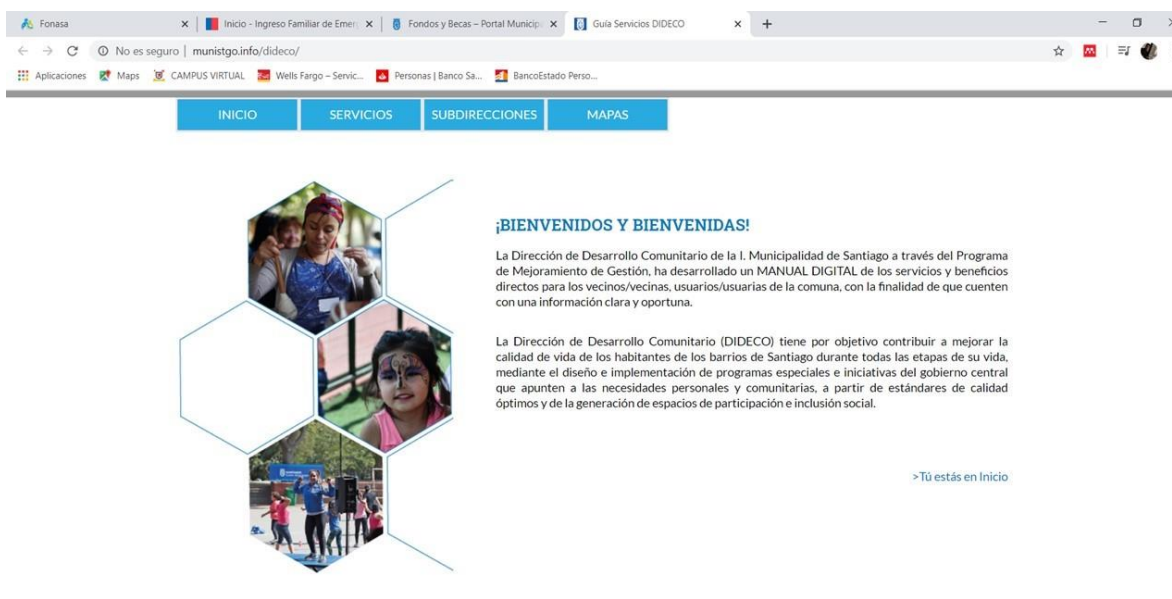 Fonasa
Inicio - Ingreso Familiar de Emer
Fondos y Becas – Portal Municip
Guía Servicios DIDECO
No es seguro | munistgo.info/dideco/
Aplicaciones Maps CAMPUS VIRTUAL Wells Fargo – Servic... Personas | Banco Sa... BancoEstado Perso...
INICIO SERVICIOS SUBDIRECCIONES MAPAS
¡BIENVENIDOS Y BIENVENIDAS!
La Dirección de Desarrollo Comunitario de la I. Municipalidad de Santiago a través del Programa
de Mejoramiento de Gestión, ha desarrollado un MANUAL DIGITAL de los servicios y beneficios
directos para los vecinos/vecinas, usuarios/usuarias de la comuna, con la finalidad de que cuenten
con una información clara y oportuna.
La Dirección de Desarrollo Comunitario (DIDECO) tiene por objetivo contribuir a mejorar la
calidad de vida de los habitantes de los barrios de Santiago durante todas las etapas de su vida,
mediante el diseño e implementación de programas especiales e iniciativas del gobierno central
que apunten a las necesidades personales y comunitarias, a partir de estándares de calidad
óptimos y de la generación de espacios de participación e inclusión social.
>Tú estás en Inicio